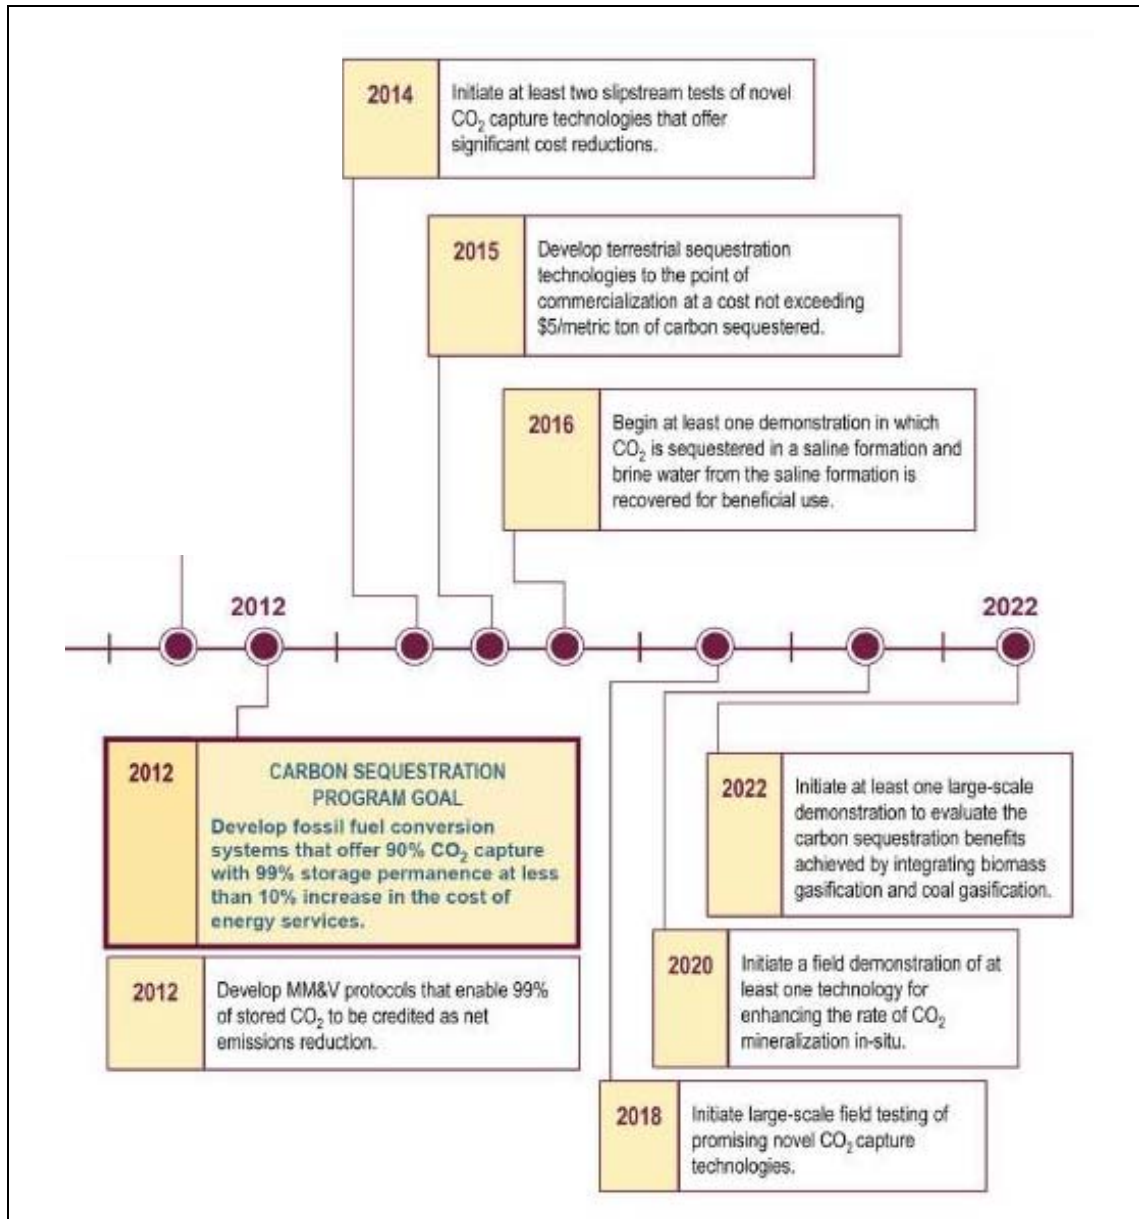 2014
Initiate at least two slipstream tests of novel
CO₂ capture technologies that offer
significant cost reductions.
2015
Develop terrestrial sequestration
technologies to the point of
commercialization at a cost not exceeding
$5/metric ton of carbon sequestered.
2016
Begin at least one demonstration in which
CO₂ is sequestered in a saline formation and
brine water from the saline formation is
recovered for beneficial use.
2012
2022
2012
CARBON SEQUESTRATION
PROGRAM GOAL
Develop fossil fuel conversion
systems that offer 90% CO₂ capture
with 99% storage permanence at less
than 10% increase in the cost of
energy services.
2012
Develop MM&V protocols that enable 99%
of stored CO₂ to be credited as net
emissions reduction.
2022
Initiate at least one large-scale
demonstration to evaluate the
carbon sequestration benefits
achieved by integrating biomass
gasification and coal gasification.
2020
Initiate a field demonstration of at
least one technology for
enhancing the rate of CO₂
mineralization in-situ.
2018
Initiate large-scale field testing of
promising novel CO₂ capture
technologies.